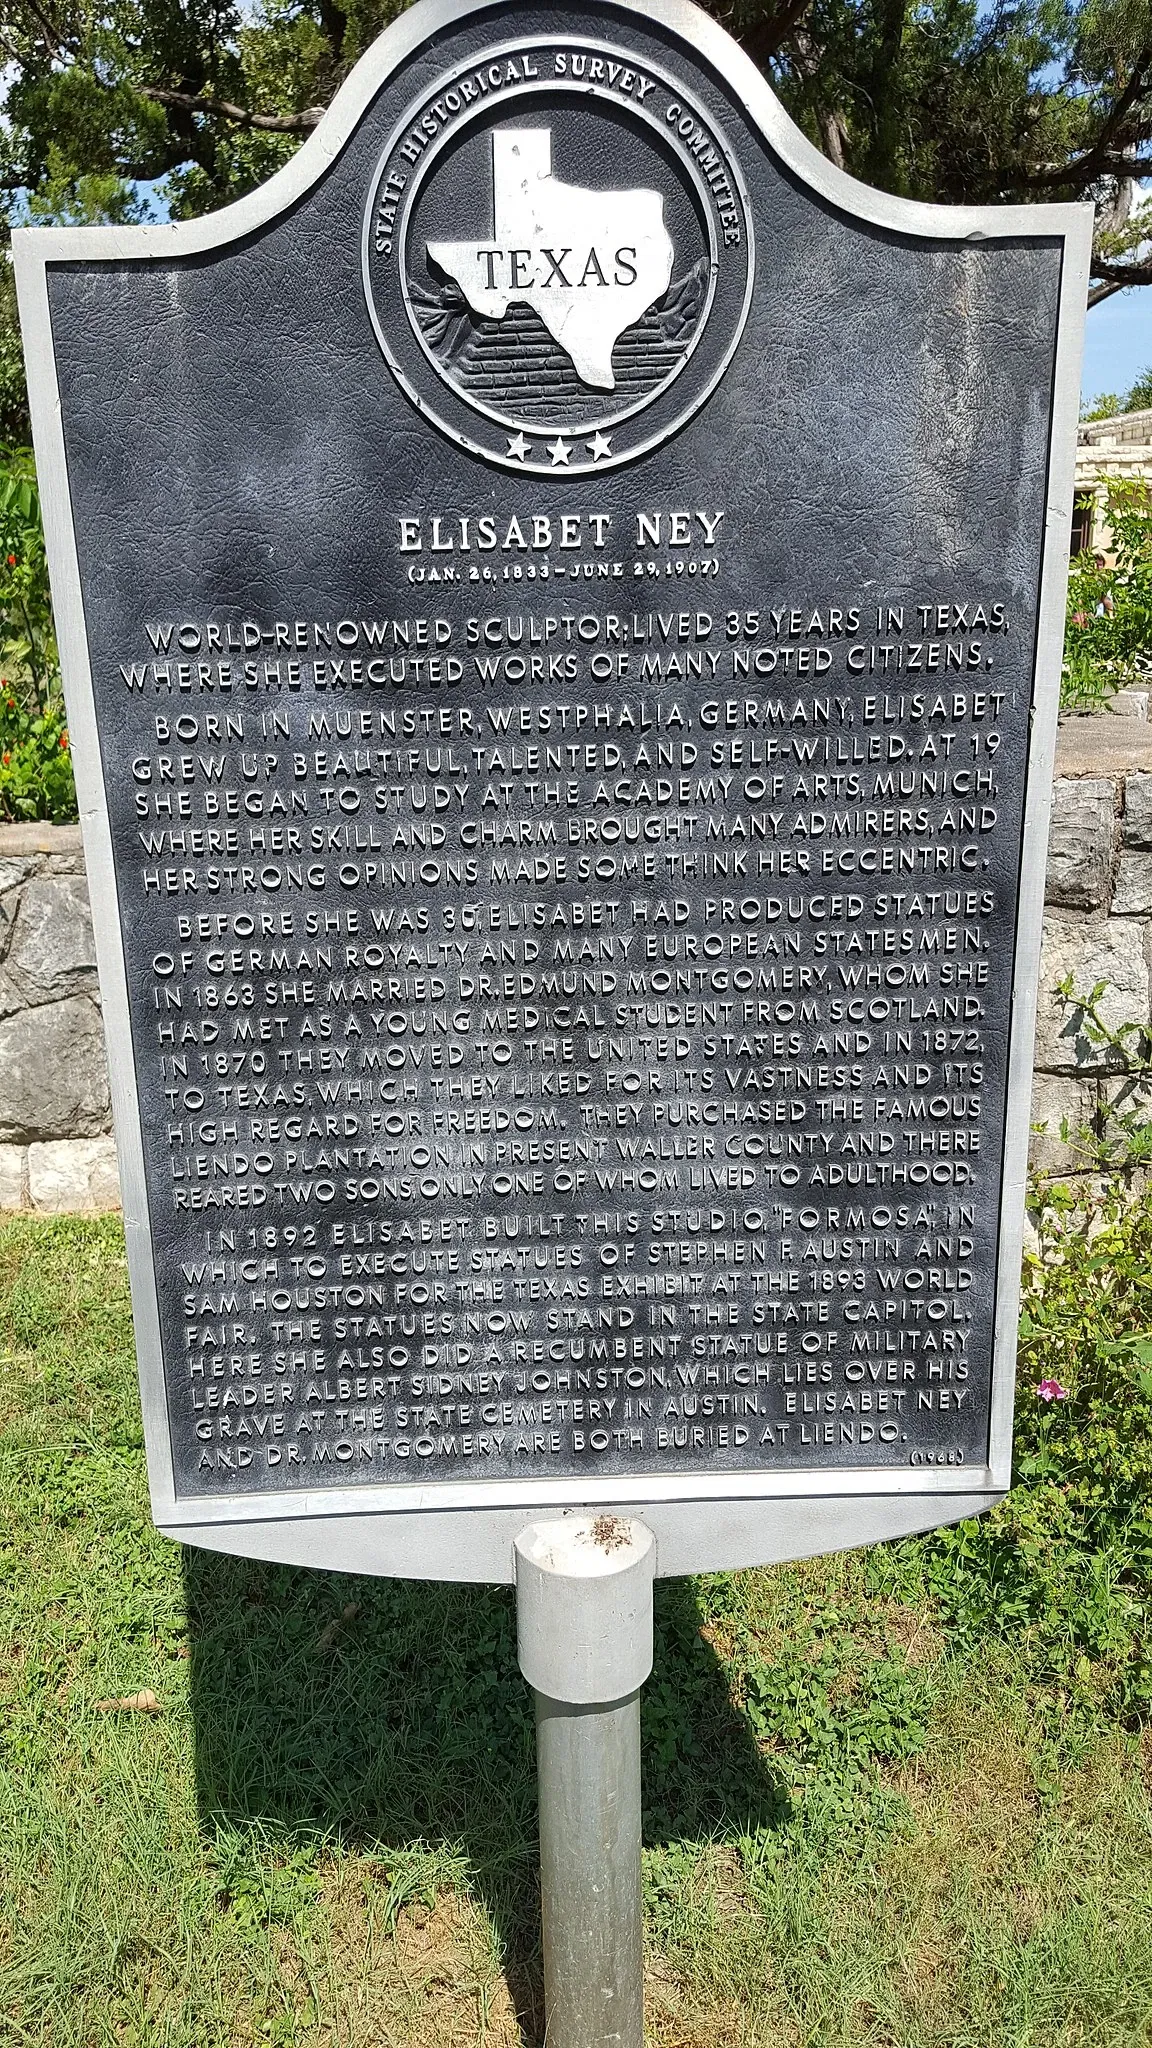 STATE HISTORICAL SURVEY COMMITTEE
TEXAS
ELISABET NEY
(JAN. 26, 1833 – JUNE 29, 1907)
WORLD-RENOWNED SCULPTOR; LIVED 35 YEARS IN TEXAS,
WHERE SHE EXECUTED WORKS OF MANY NOTED CITIZENS.
BORN IN MUENSTER, WESTPHALIA, GERMANY, ELISABET
GREW UP BEAUTIFUL, TALENTED, AND SELF-WILLED. AT 19
SHE BEGAN TO STUDY AT THE ACADEMY OF ARTS, MUNICH,
WHERE HER SKILL AND CHARM BROUGHT MANY ADMIRERS, AND
HER STRONG OPINIONS MADE SOME THINK HER ECCENTRIC.
BEFORE SHE WAS 30, ELISABET HAD PRODUCED STATUES
OF GERMAN ROYALTY AND MANY EUROPEAN STATESMEN.
IN 1863 SHE MARRIED DR. EDMUND MONTGOMERY, WHOM SHE
HAD MET AS A YOUNG MEDICAL STUDENT FROM SCOTLAND.
IN 1870 THEY MOVED TO THE UNITED STATES AND IN 1872,
TO TEXAS, WHICH THEY LIKED FOR ITS VASTNESS AND ITS
HIGH REGARD FOR FREEDOM. THEY PURCHASED THE FAMOUS
LIENDO PLANTATION IN PRESENT WALLER COUNTY AND THERE
REARED TWO SONS, ONLY ONE OF WHOM LIVED TO ADULTHOOD.
IN 1892 ELISABET BUILT THIS STUDIO, "FORMOSA", IN
WHICH TO EXECUTE STATUES OF STEPHEN F. AUSTIN AND
SAM HOUSTON FOR THE TEXAS EXHIBIT AT THE 1893 WORLD
FAIR. THE STATUES NOW STAND IN THE STATE CAPITOL.
HERE SHE ALSO DID A RECUMBENT STATUE OF MILITARY
LEADER ALBERT SIDNEY JOHNSTON, WHICH LIES OVER HIS
GRAVE AT THE STATE CEMETERY IN AUSTIN. ELISABET NEY
AND DR. MONTGOMERY ARE BOTH BURIED AT LIENDO.
(1968)